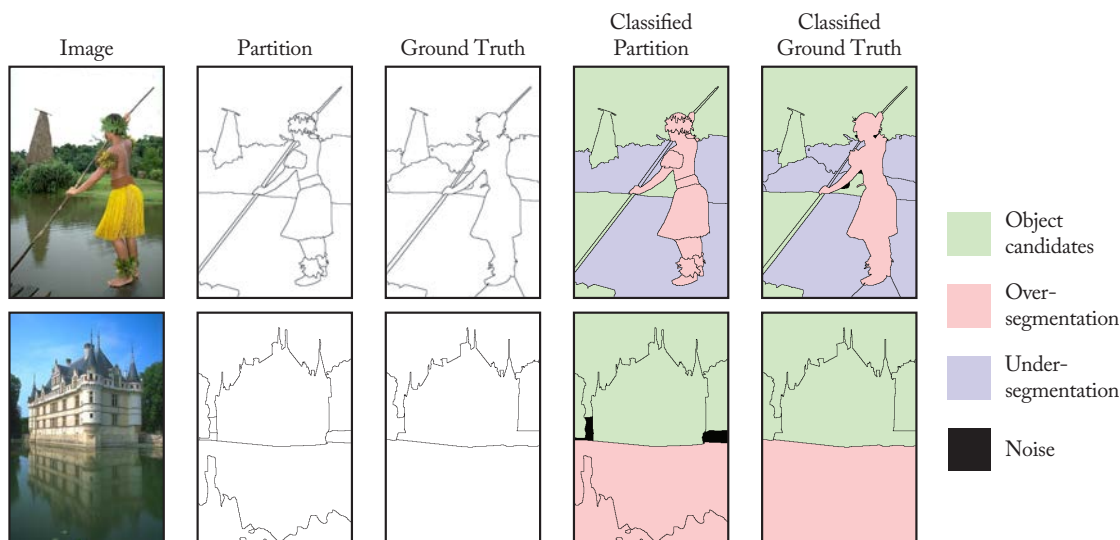 Image
Partition
Ground Truth
Classified
Partition
Classified
Ground Truth
Object
candidates
Over-
segmentation
Under-
segmentation
Noise